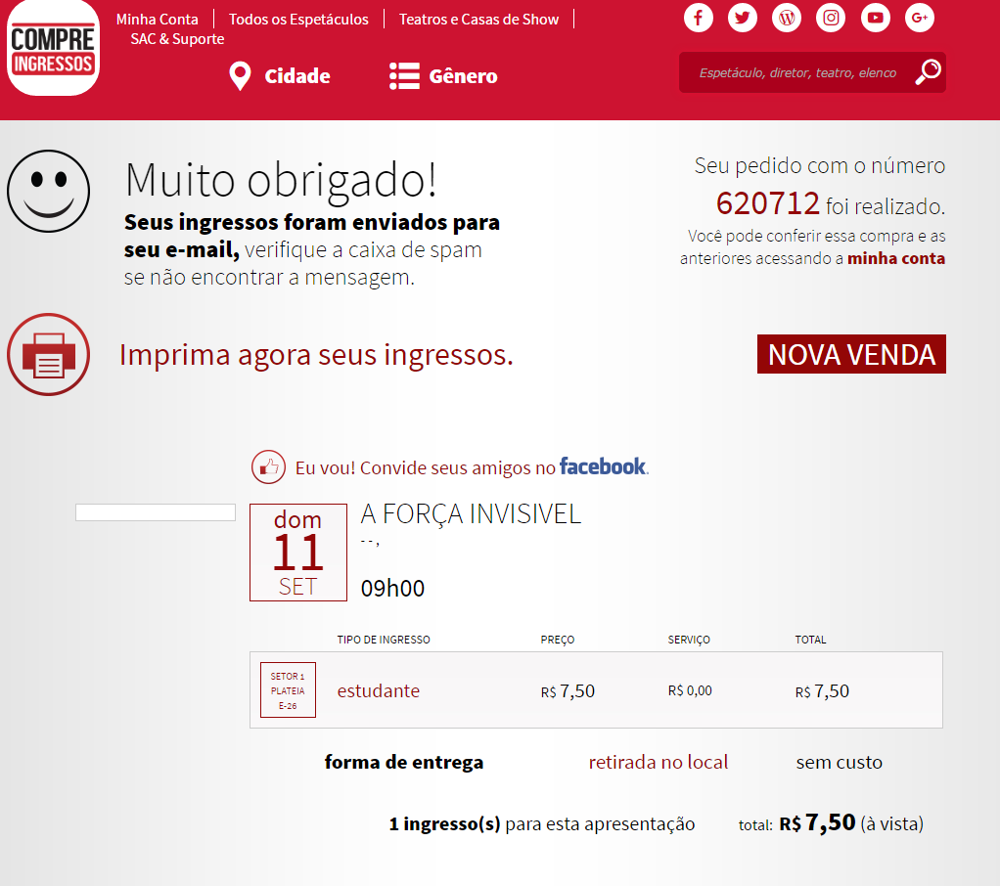 COMPRE
INGRESSOS
Minha Conta
Todos os Espetáculos
Teatros e Casas de Show
SAC & Suporte
Cidade
Gênero
G+
Espetáculo, diretor, teatro, elenco
Muito obrigado!
Seus ingressos foram enviados para
seu e-mail, verifique a caixa de spam
se não encontrar a mensagem.
Seu pedido com o número
620712 foi realizado.
Você pode conferir essa compra e as
anteriores acessando a minha conta
Imprima agora seus ingressos.
NOVA VENDA
Eu vou! Convide seus amigos no facebook.
dom
11
SET
A FORÇA INVISIVEL
- - ,
09h00
TIPO DE INGRESSO PREÇO SERVIÇO TOTAL
SETOR 1
PLATEIA
E-26
estudante R$ 7,50 R$ 0,00 R$ 7,50
forma de entrega retirada no local sem custo
1 ingresso(s) para esta apresentação total: R$ 7,50 (à vista)